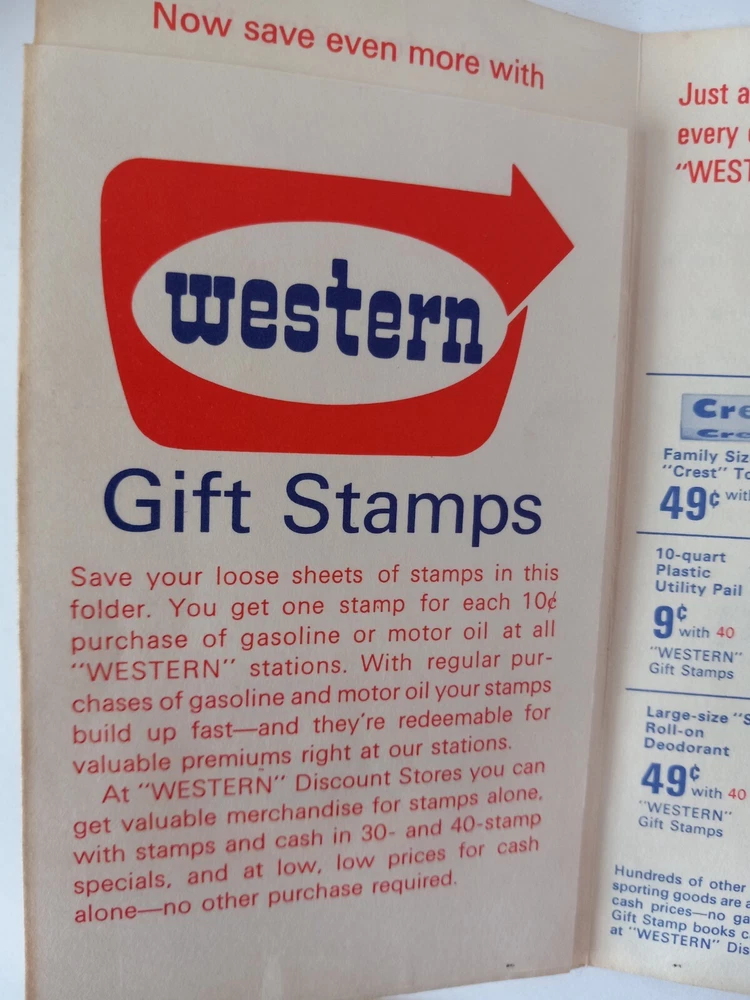 Now save even more with
western
Gift Stamps
Save your loose sheets of stamps in this
folder. You get one stamp for each 10¢
purchase of gasoline or motor oil at all
"WESTERN" stations. With regular pur-
chases of gasoline and motor oil your stamps
build up fast—and they're redeemable for
valuable premiums right at our stations.
At "WESTERN" Discount Stores you can
get valuable merchandise for stamps alone,
with stamps and cash in 30- and 40-stamp
specials, and at low, low prices for cash
alone—no other purchase required.
Just
every
Family
"Crest"
49¢ with
10-quart
Plastic
Utility Pail
9¢ with 40
"WESTERN"
Gift Stamps
Large-size
Roll-on
Deodorant
49¢ with 40
"WESTERN"
Gift Stamps
Hundreds of other
sporting goods are
cash prices—no
Gift Stamp books
at "WESTERN"